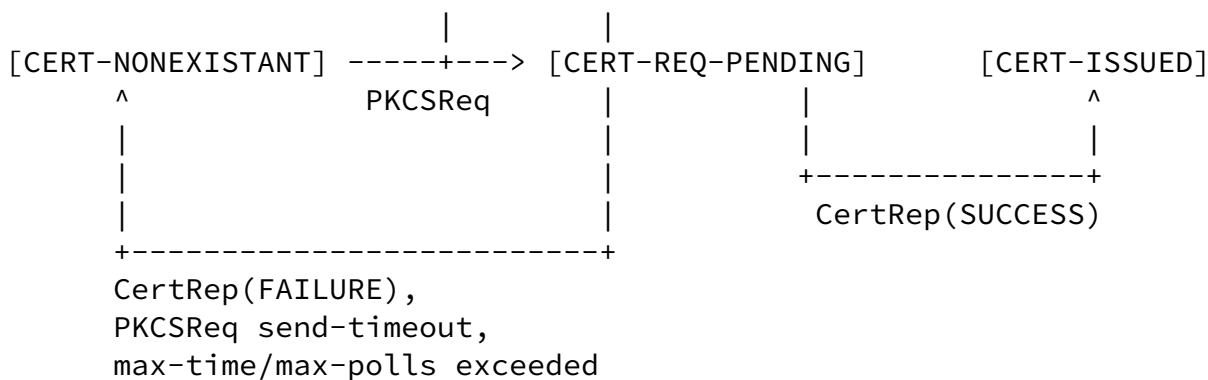 [CERT-NONEXISTANT] -----+---> [CERT-REQ-PENDING] [CERT-ISSUED]
PKCSReq
CertRep(SUCCESS)
CertRep(FAILURE),
PKCSReq send-timeout,
max-time/max-polls exceeded